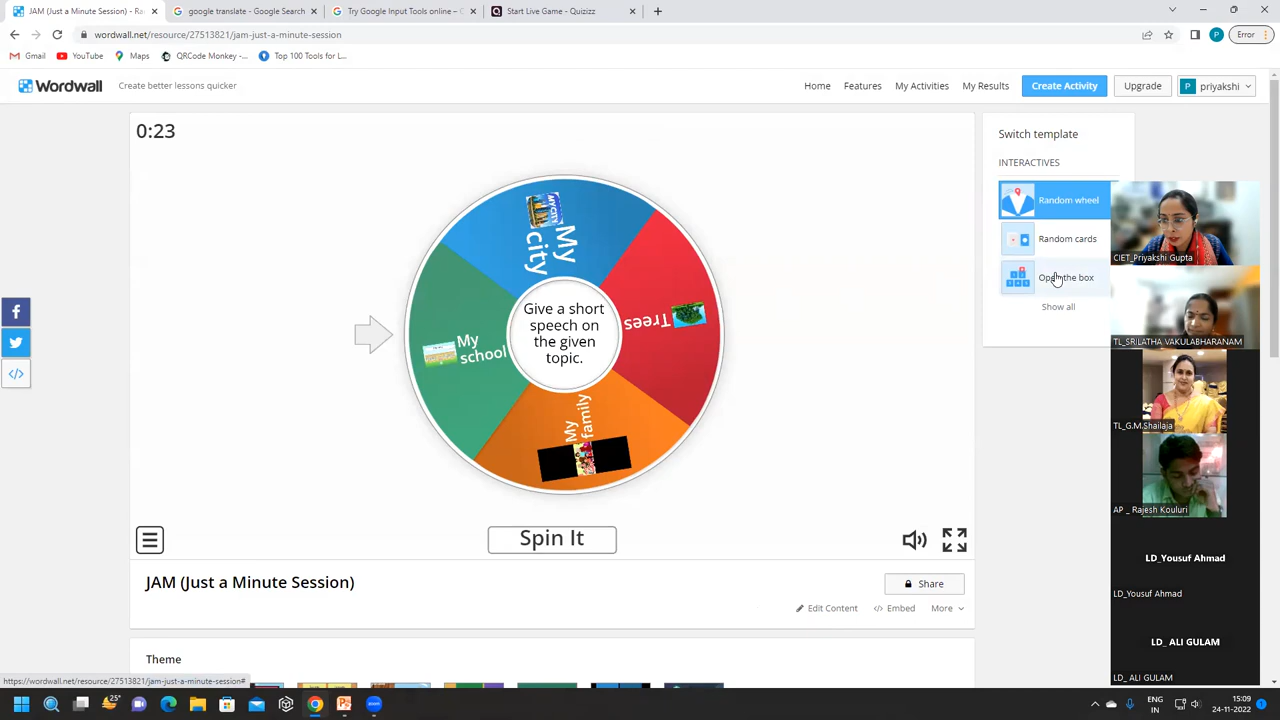 JAM (Just a Minute Session) - Ra
google translate - Google Search
Try Google Input Tools online – G
Start Live Game - Quizizz
wordwall.net/resource/27513821/jam-just-a-minute-session
P
Error
Gmail
YouTube
Maps
QRCode Monkey -...
Top 100 Tools for L...
Wordwall
Create better lessons quicker
Home
Features
My Activities
My Results
Create Activity
Upgrade
P
priyakshi
0:23
My city
MY CITY
Trees
My family
My school
Give a short
speech on
the given
topic.
Spin It
Switch template
INTERACTIVES
Random wheel
Random cards
Open the box
Show all
CIET_Priyakshi Gupta
TL_SRILATHA VAKULABHARANAM
TL_G.M.Shailaja
AP _ Rajesh Kouluri
LD_Yousuf Ahmad
LD_Yousuf Ahmad
LD_ ALI GULAM
LD_ ALI GULAM
JAM (Just a Minute Session)
Share
Edit Content
Embed
More
Theme
https://wordwall.net/resource/27513821/jam-just-a-minute-session#
25°
ENG
IN
15:09
24-11-2022